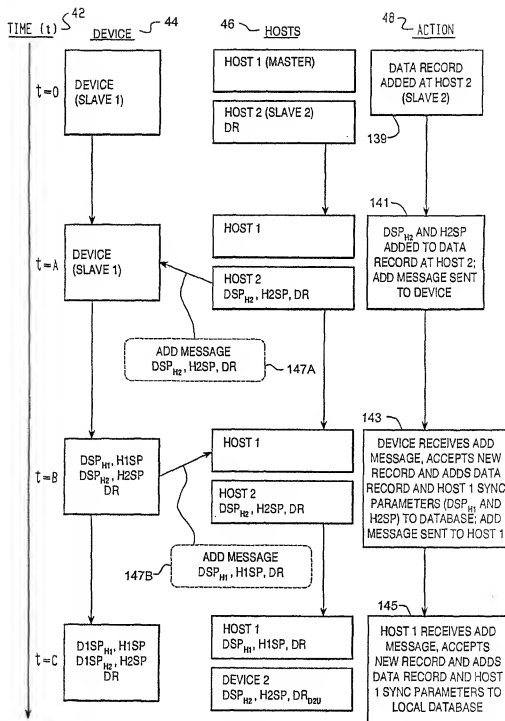 TIME (t)
42
DEVICE
44
46
HOSTS
48
ACTION
t=0
DEVICE
(SLAVE 1)
HOST 1 (MASTER)
HOST 2 (SLAVE 2)
DR
DATA RECORD
ADDED AT HOST 2
(SLAVE 2)
139
t=A
DEVICE
(SLAVE 1)
HOST 1
HOST 2
DSPH2, H2SP, DR
141
DSPH2 AND H2SP
ADDED TO DATA
RECORD AT HOST 2;
ADD MESSAGE SENT
TO DEVICE
ADD MESSAGE
DSPH2, H2SP, DR
147A
t=B
DSPH1, H1SP
DSPH2, H2SP
DR
HOST 1
HOST 2
DSPH2, H2SP, DR
143
DEVICE RECEIVES ADD
MESSAGE, ACCEPTS NEW
RECORD AND ADDS DATA
RECORD AND HOST 1 SYNC
PARAMETERS (DSPH1 AND
H2SP) TO DATABASE; ADD
MESSAGE SENT TO HOST 1
147B
ADD MESSAGE
DSPH1, H1SP, DR
t=C
D1SPH1, H1SP
D1SPH2, H2SP
DR
HOST 1
DSPH1, H1SP, DR
DEVICE 2
DSPH2, H2SP, DRD2U
145
HOST 1 RECEIVES ADD
MESSAGE, ACCEPTS
NEW RECORD AND ADDS
DATA RECORD AND HOST
1 SYNC PARAMETERS TO
LOCAL DATABASE